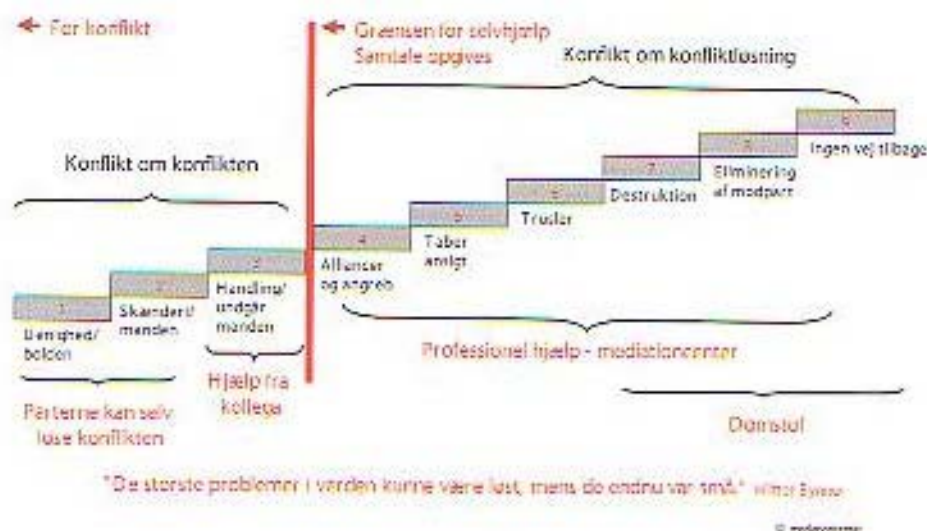 ← Før konflikt
← Grænsen for selvhjælp
Samtale opgives
Konflikt om konfliktløsning
Konflikt om konflikten
1
Uenighed/
bolden
2
Skænderi/
manden
3
Handling/
undgår
manden
4
Alliancer
og angreb
5
Taber
ansigt
6
Trusler
7
Destruktion
8
Eliminering
af modpart
9
Ingen vej tilbage
Parterne kan selv
løse konflikten
Hjælp fra
kollega
Professionel hjælp - mediationcenter
Domstol
"De største problemer i verden kunne være løst, mens de endnu var små."